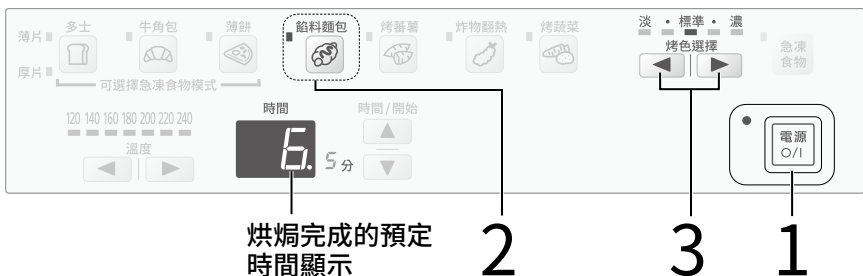 薄片
厚片
多士
牛角包
薄餅
餡料麵包
烤蕃薯
炸物翻熱
烤蔬菜
可選擇急凍食物模式
淡 • 標準 • 濃
烤色選擇
急凍
食物
120 140 160 180 200 220 240
溫度
時間
6.5分
時間/開始
電源
O/I
烘焗完成的預定
時間顯示
2
3
1